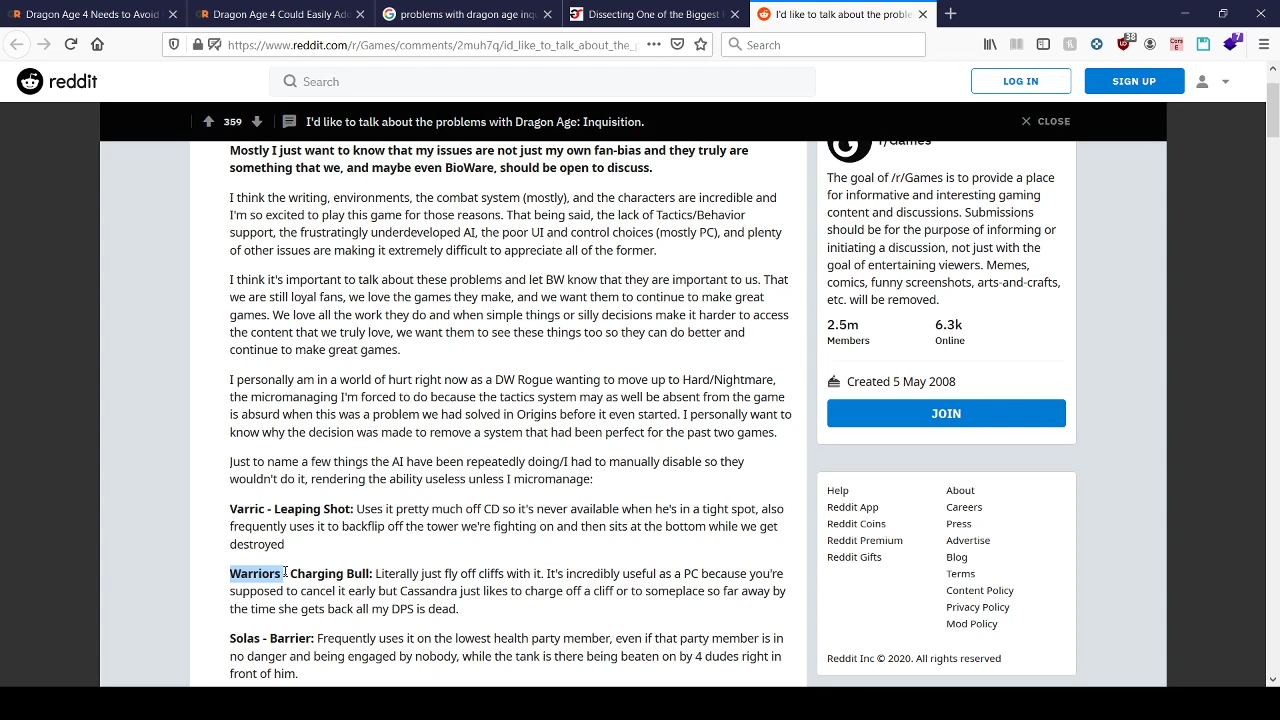 Dragon Age 4 Needs to Avoid
Dragon Age 4 Could Easily Ado
problems with dragon age inqu
Dissecting One of the Biggest
I'd like to talk about the proble
https://www.reddit.com/r/Games/comments/2muh7q/id_like_to_talk_about_the_p
Search
36
7
reddit
Search
LOG IN
SIGN UP
359
I'd like to talk about the problems with Dragon Age: Inquisition.
CLOSE
Mostly I just want to know that my issues are not just my own fan-bias and they truly are
something that we, and maybe even BioWare, should be open to discuss.
I think the writing, environments, the combat system (mostly), and the characters are incredible and
I'm so excited to play this game for those reasons. That being said, the lack of Tactics/Behavior
support, the frustratingly underdeveloped AI, the poor UI and control choices (mostly PC), and plenty
of other issues are making it extremely difficult to appreciate all of the former.
I think it's important to talk about these problems and let BW know that they are important to us. That
we are still loyal fans, we love the games they make, and we want them to continue to make great
games. We love all the work they do and when simple things or silly decisions make it harder to access
the content that we truly love, we want them to see these things too so they can do better and
continue to make great games.
I personally am in a world of hurt right now as a DW Rogue wanting to move up to Hard/Nightmare,
the micromanaging I'm forced to do because the tactics system may as well be absent from the game
is absurd when this was a problem we had solved in Origins before it even started. I personally want to
know why the decision was made to remove a system that had been perfect for the past two games.
Just to name a few things the AI have been repeatedly doing/I had to manually disable so they
wouldn't do it, rendering the ability useless unless I micromanage:
Varric - Leaping Shot: Uses it pretty much off CD so it's never available when he's in a tight spot, also
frequently uses it to backflip off the tower we're fighting on and then sits at the bottom while we get
destroyed
Warriors - Charging Bull: Literally just fly off cliffs with it. It's incredibly useful as a PC because you're
supposed to cancel it early but Cassandra just likes to charge off a cliff or to someplace so far away by
the time she gets back all my DPS is dead.
Solas - Barrier: Frequently uses it on the lowest health party member, even if that party member is in
no danger and being engaged by nobody, while the tank is there being beaten on by 4 dudes right in
front of him.
r/Games
The goal of /r/Games is to provide a place
for informative and interesting gaming
content and discussions. Submissions
should be for the purpose of informing or
initiating a discussion, not just with the
goal of entertaining viewers. Memes,
comics, funny screenshots, arts-and-crafts,
etc. will be removed.
2.5m
6.3k
Members
Online
Created 5 May 2008
JOIN
Help
About
Reddit App
Careers
Reddit Coins
Press
Reddit Premium
Advertise
Reddit Gifts
Blog
Terms
Content Policy
Privacy Policy
Mod Policy
Reddit Inc © 2020. All rights reserved